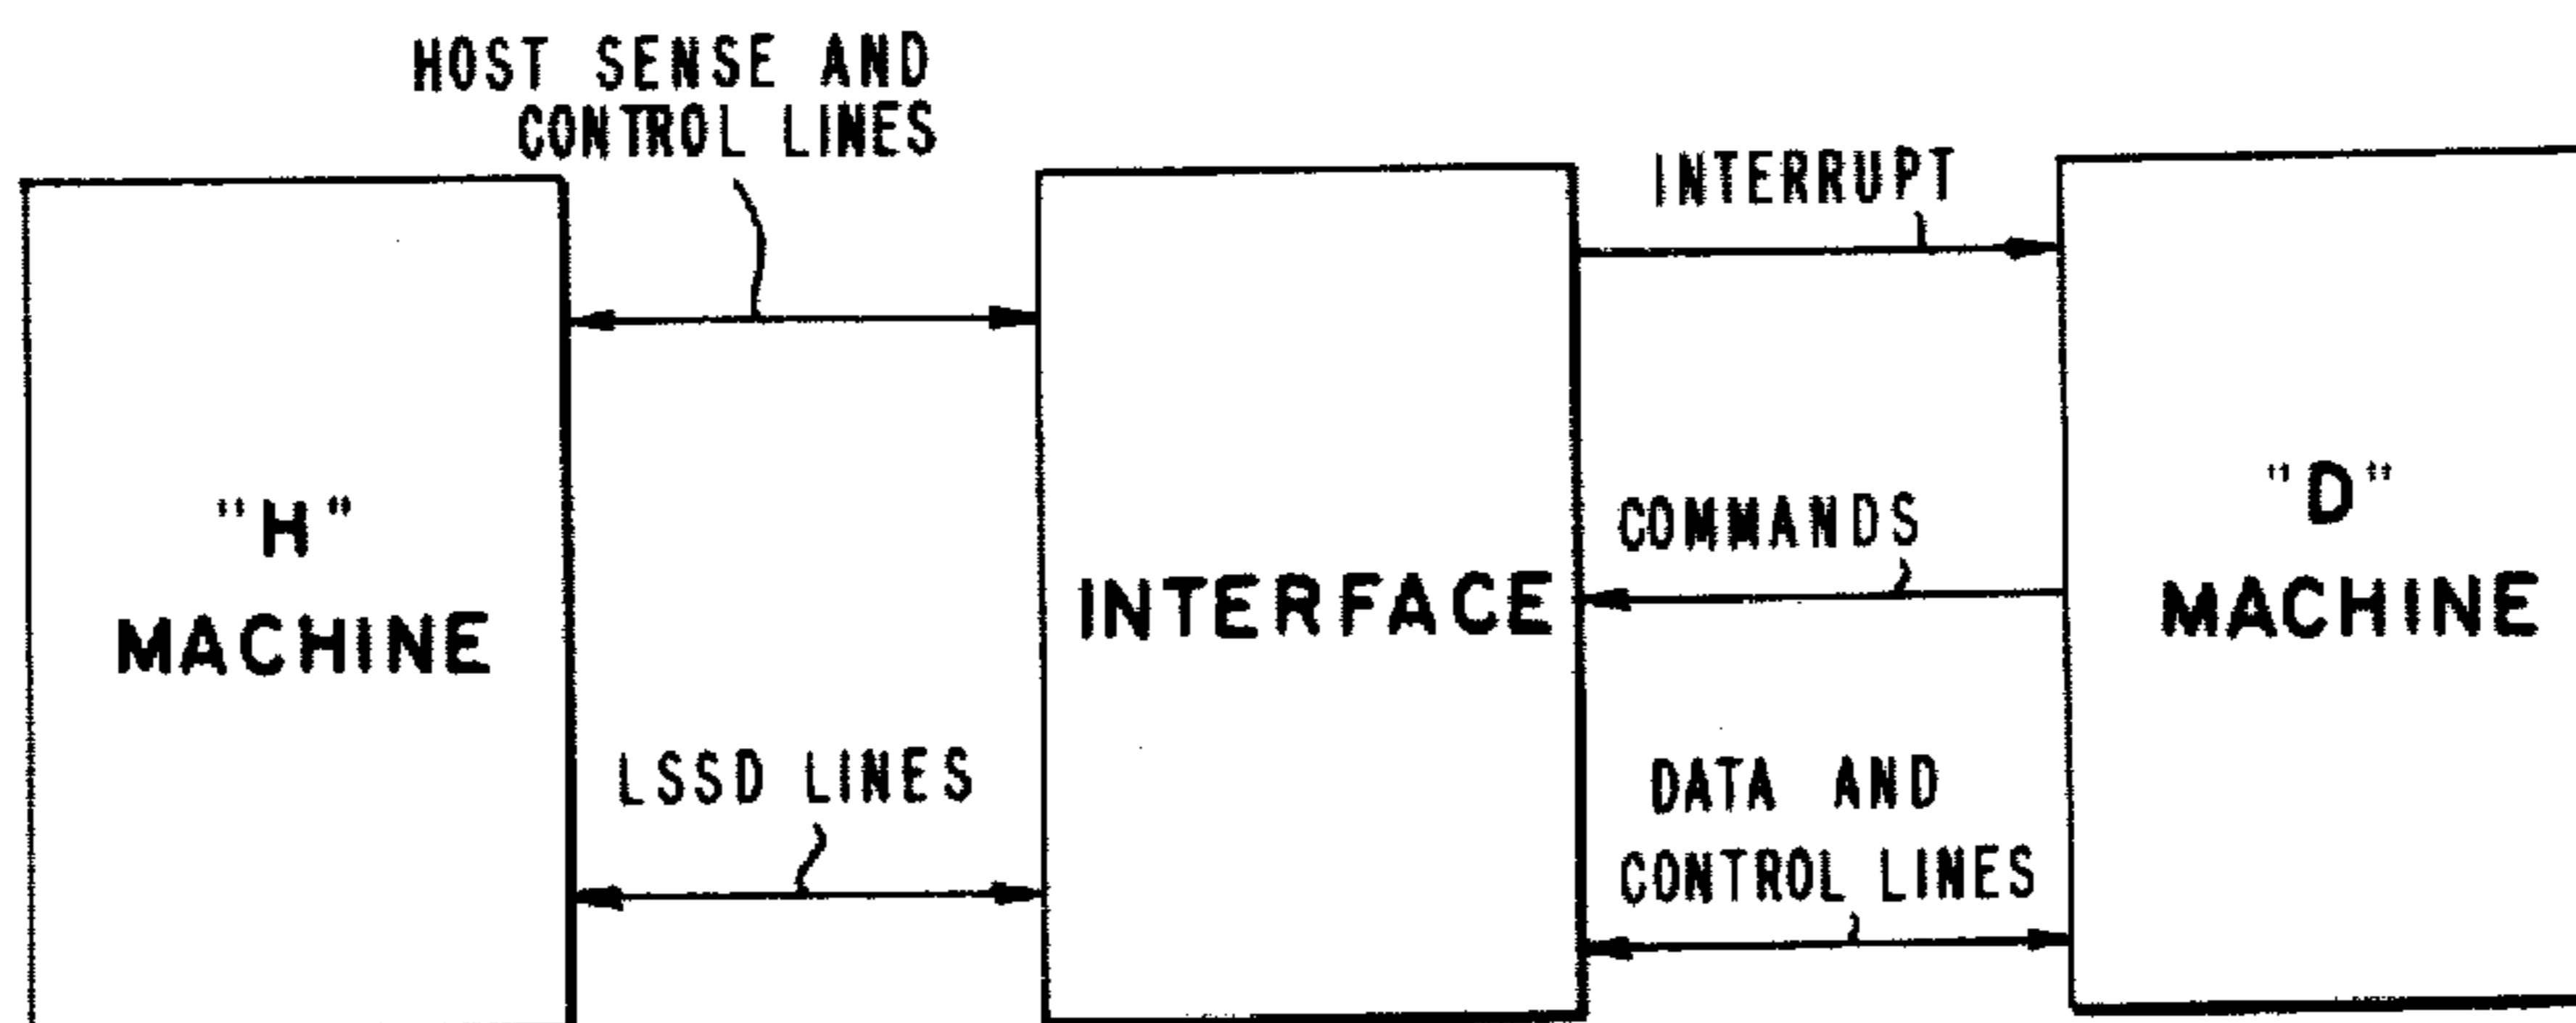 HOST SENSE AND
CONTROL LINES
INTERRUPT
"H"
MACHINE
INTERFACE
COMMANDS
"D"
MACHINE
LSSD LINES
DATA AND
CONTROL LINES